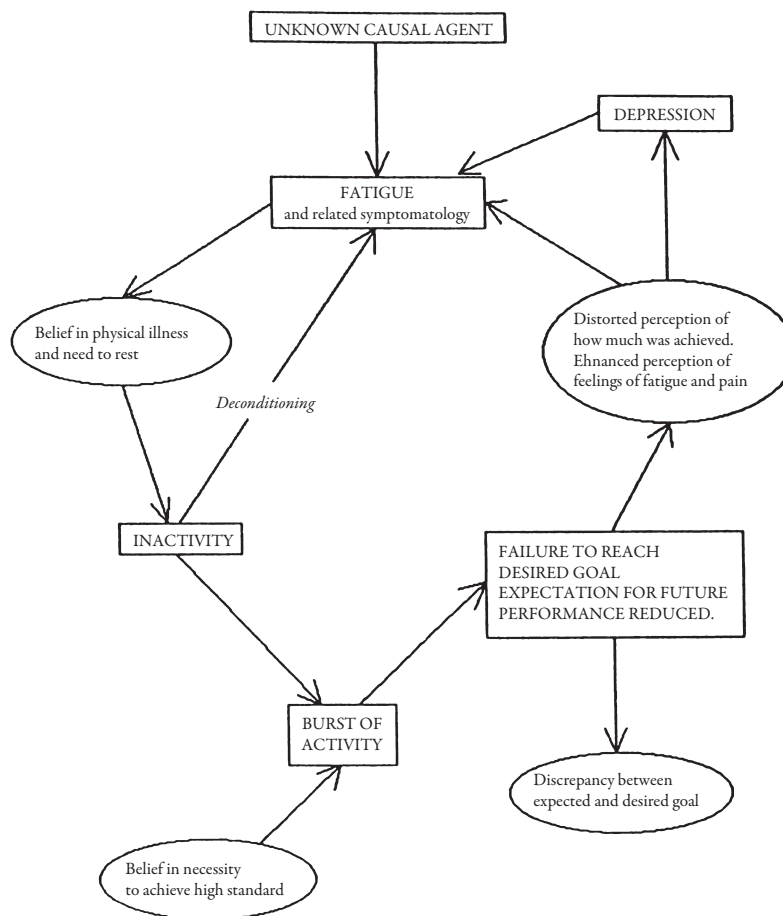 UNKNOWN CAUSAL AGENT
DEPRESSION
FATIGUE
and related symptomatology
Belief in physical illness
and need to rest
Distorted perception of
how much was achieved.
Ehnanced perception of
feelings of fatigue and pain
Deconditioning
INACTIVITY
FAILURE TO REACH
DESIRED GOAL
EXPECTATION FOR FUTURE
PERFORMANCE REDUCED.
BURST OF
ACTIVITY
Discrepancy between
expected and desired goal
Belief in necessity
to achieve high standard